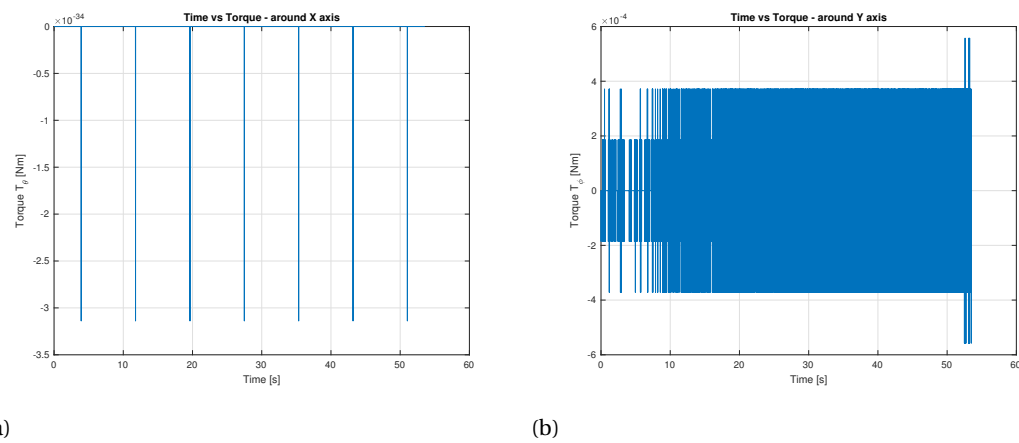 Time vs Torque - around X axis
×10-34
0
-0.5
-1
-1.5
-2
-2.5
-3
-3.5
Torque Tθ [Nm]
0 10 20 30 40 50 60
Time [s]
)
Time vs Torque - around Y axis
×10-4
6
4
2
0
-2
-4
-6
Torque Tφ [Nm]
0 10 20 30 40 50 60
Time [s]
(b)